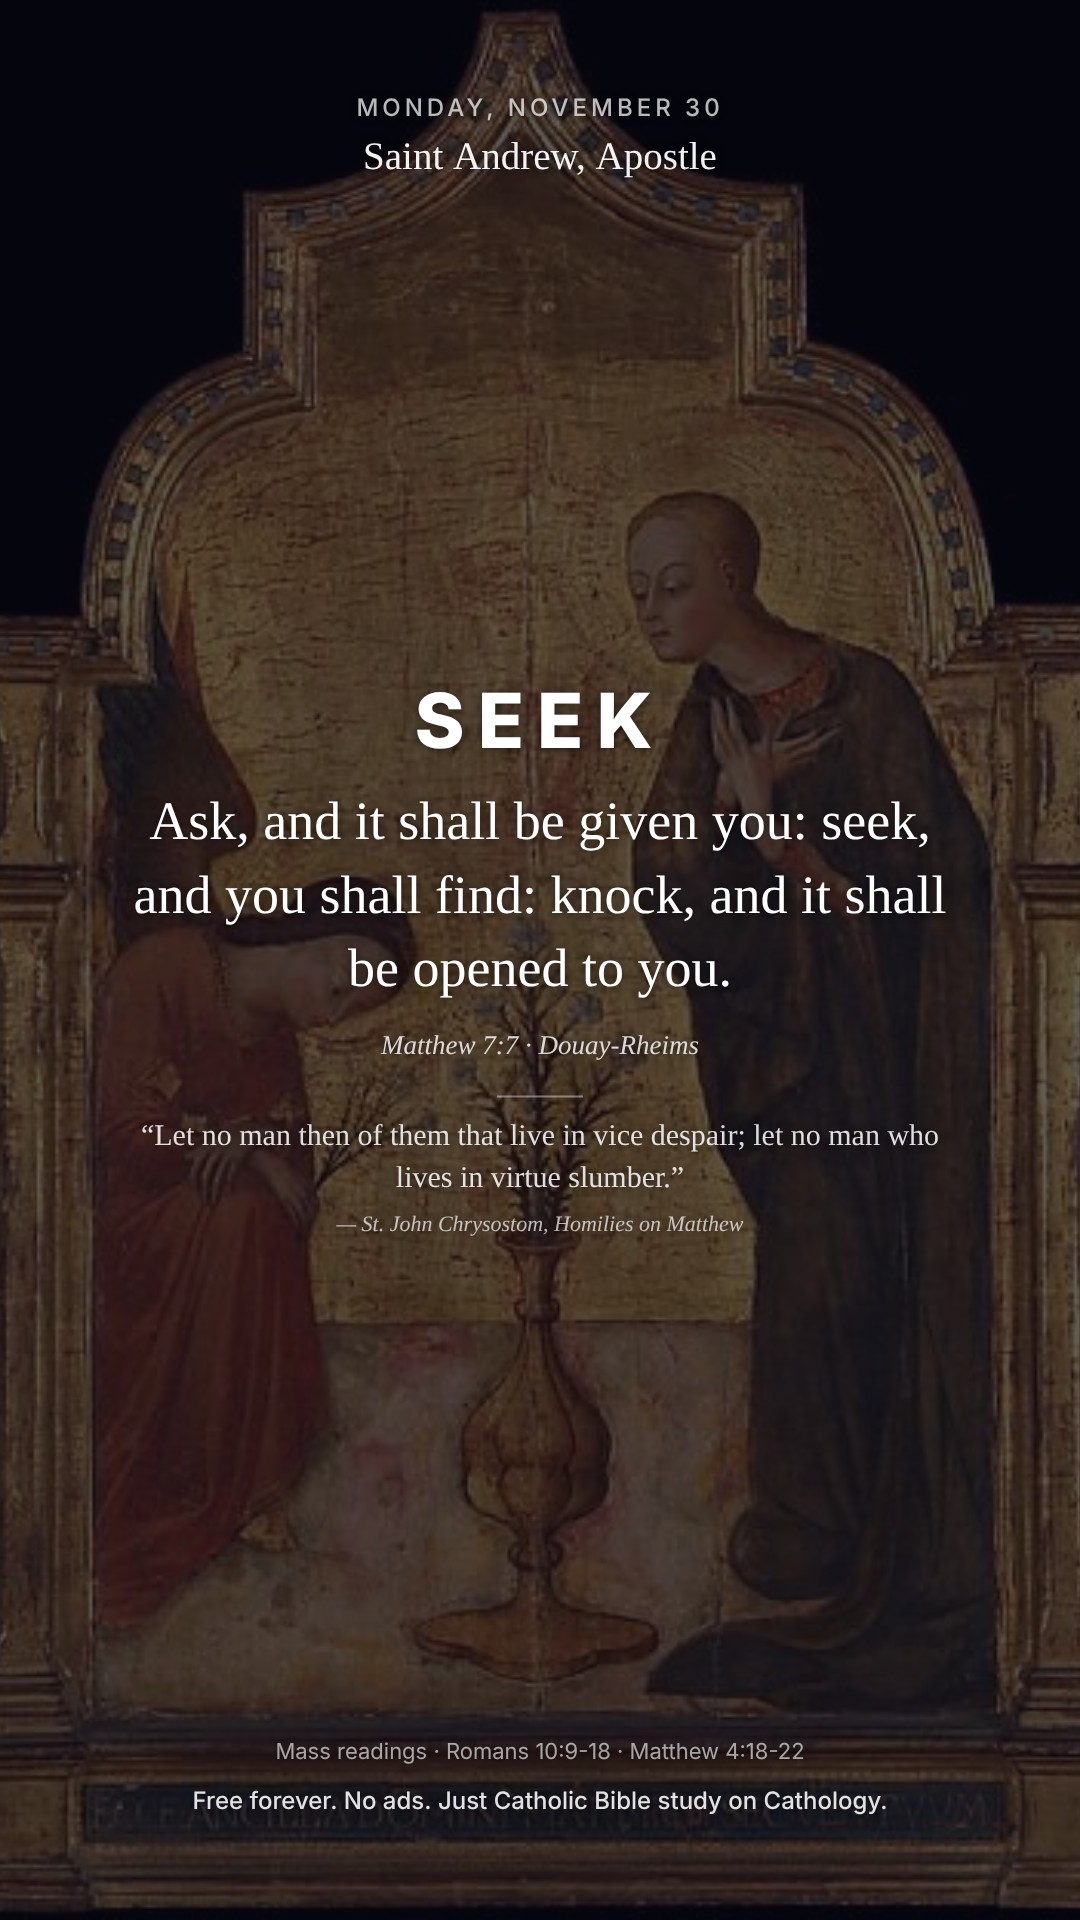 MONDAY, NOVEMBER 30
Saint Andrew, Apostle
SEEK
Ask, and it shall be given you: seek,
and you shall find: knock, and it shall
be opened to you.
Matthew 7:7 · Douay-Rheims
“Let no man then of them that live in vice despair; let no man who
lives in virtue slumber.”
— St. John Chrysostom, Homilies on Matthew
Mass readings · Romans 10:9-18 · Matthew 4:18-22
Free forever. No ads. Just Catholic Bible study on Cathology.